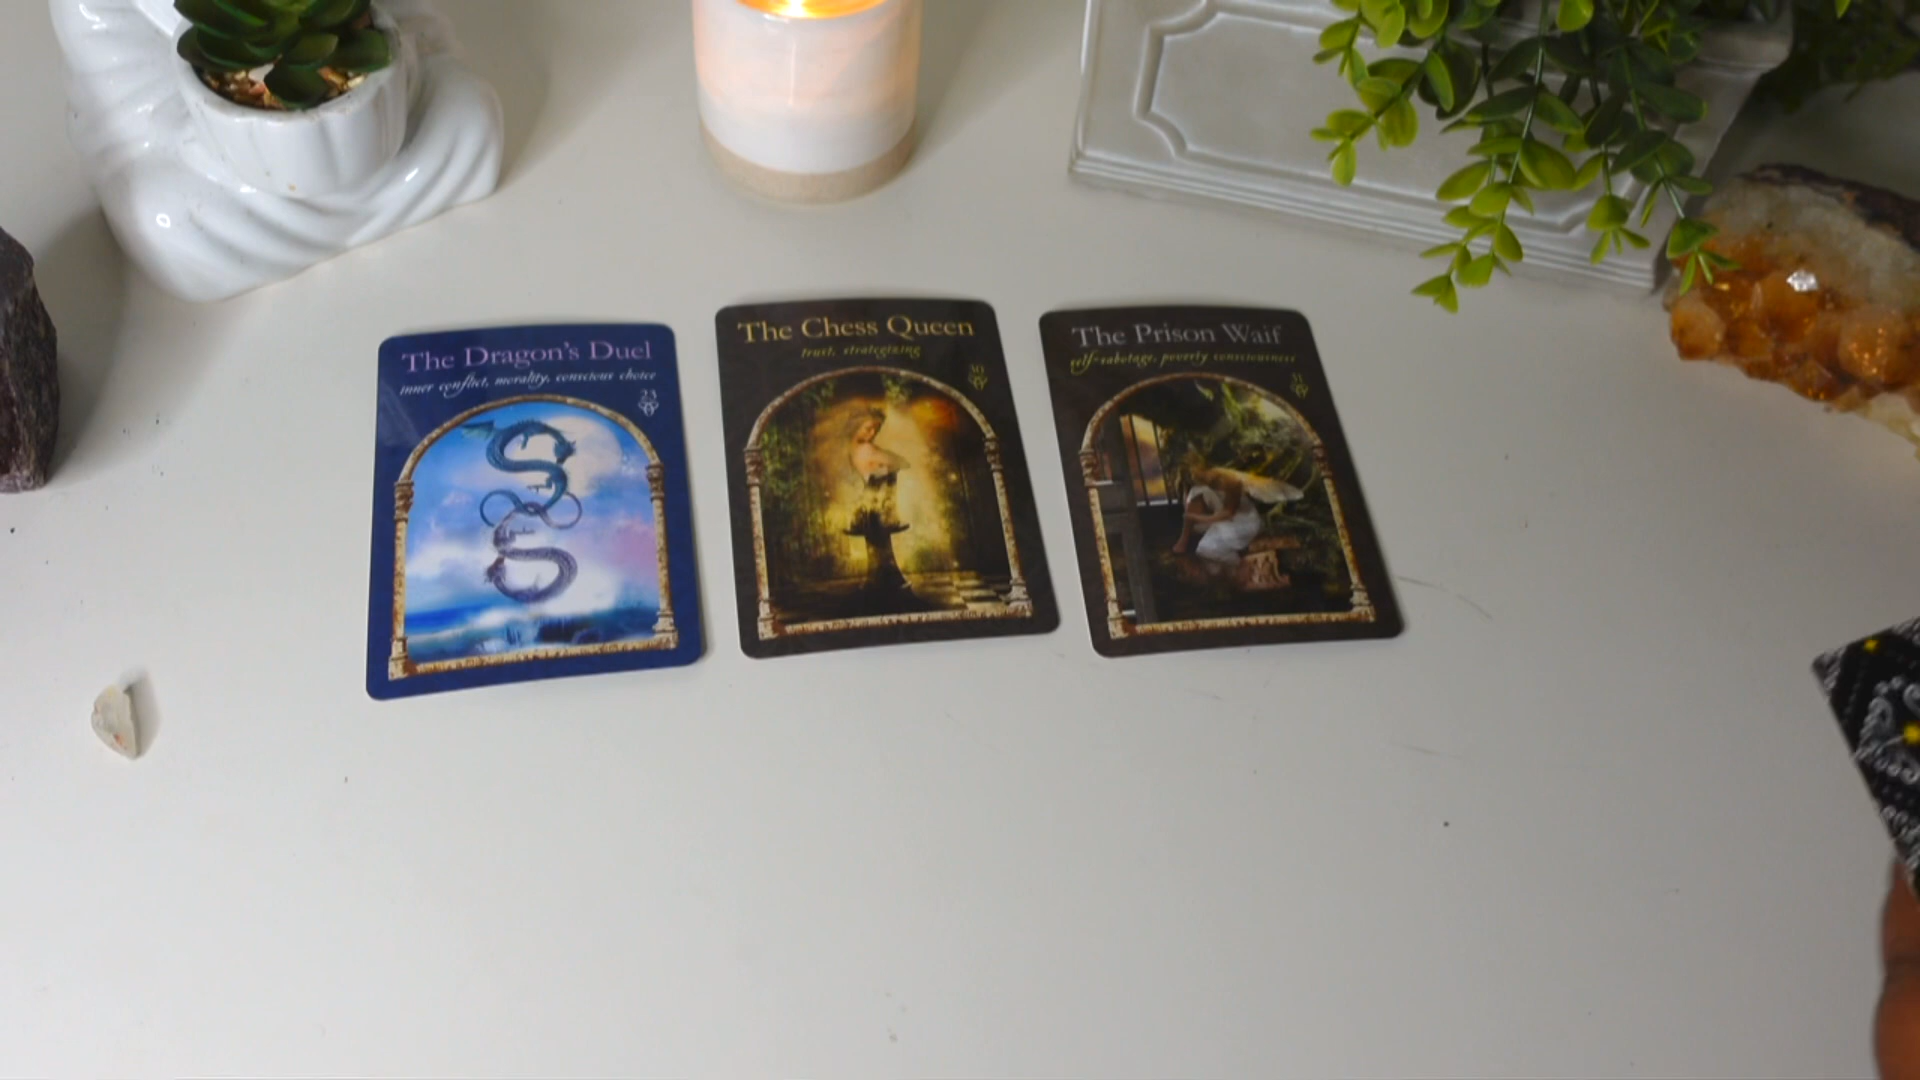 The Dragon's Duel
inner conflict, morality, conscious choice
23
The Chess Queen
trust, strategizing
30
The Prison Waif
self-sabotage, poverty consciousness
31